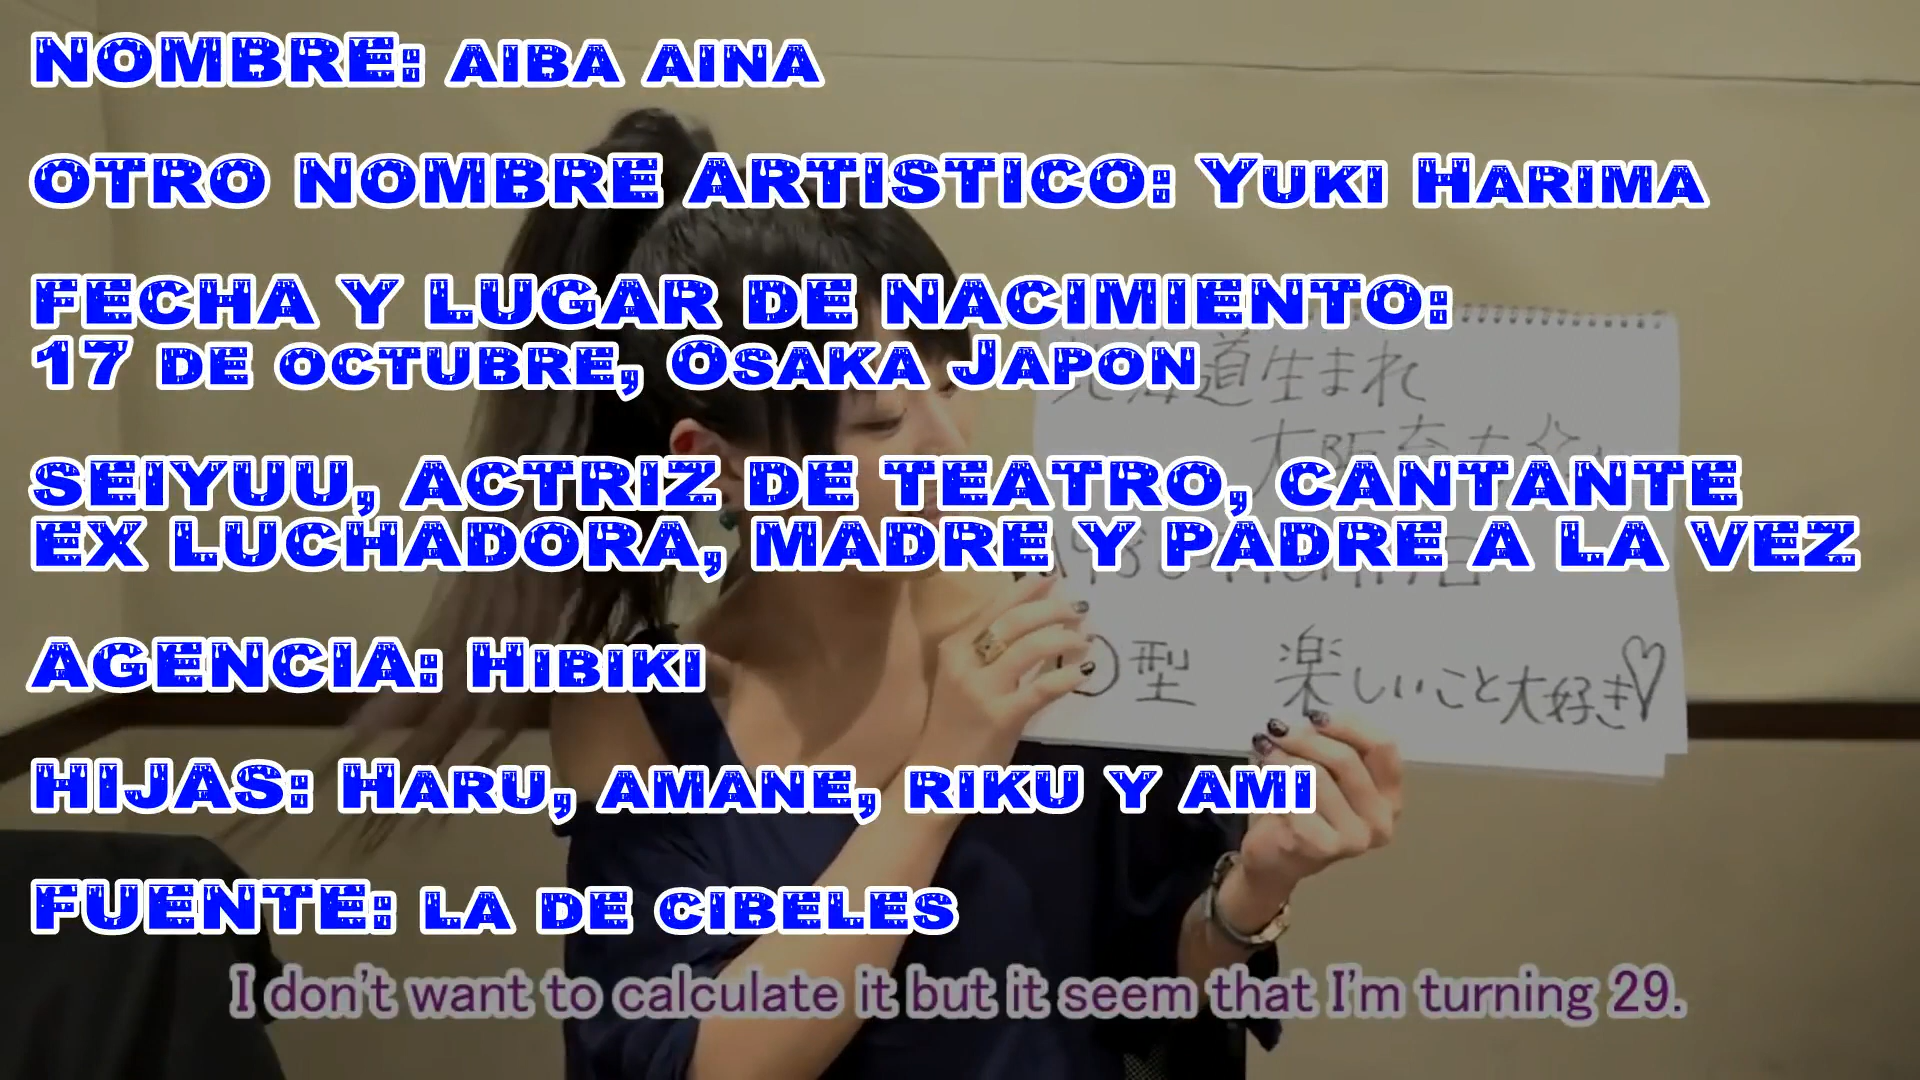 NOMBRE: AIBA AINA
OTRO NOMBRE ARTISTICO: YUKI HARIMA
FECHA Y LUGAR DE NACIMIENTO:
17 DE OCTUBRE, OSAKA JAPON
道生まれ
SEIYUU, ACTRIZ DE TEATRO, CANTANTE
EX LUCHADORA, MADRE Y PADRE A LA VEZ
AGENCIA: HIBIKI
型 楽しいこと大好き♡
HIJAS: HARU, AMANE, RIKU Y AMI
FUENTE: LA DE CIBELES
I don't want to calculate it but it seem that I'm turning 29.